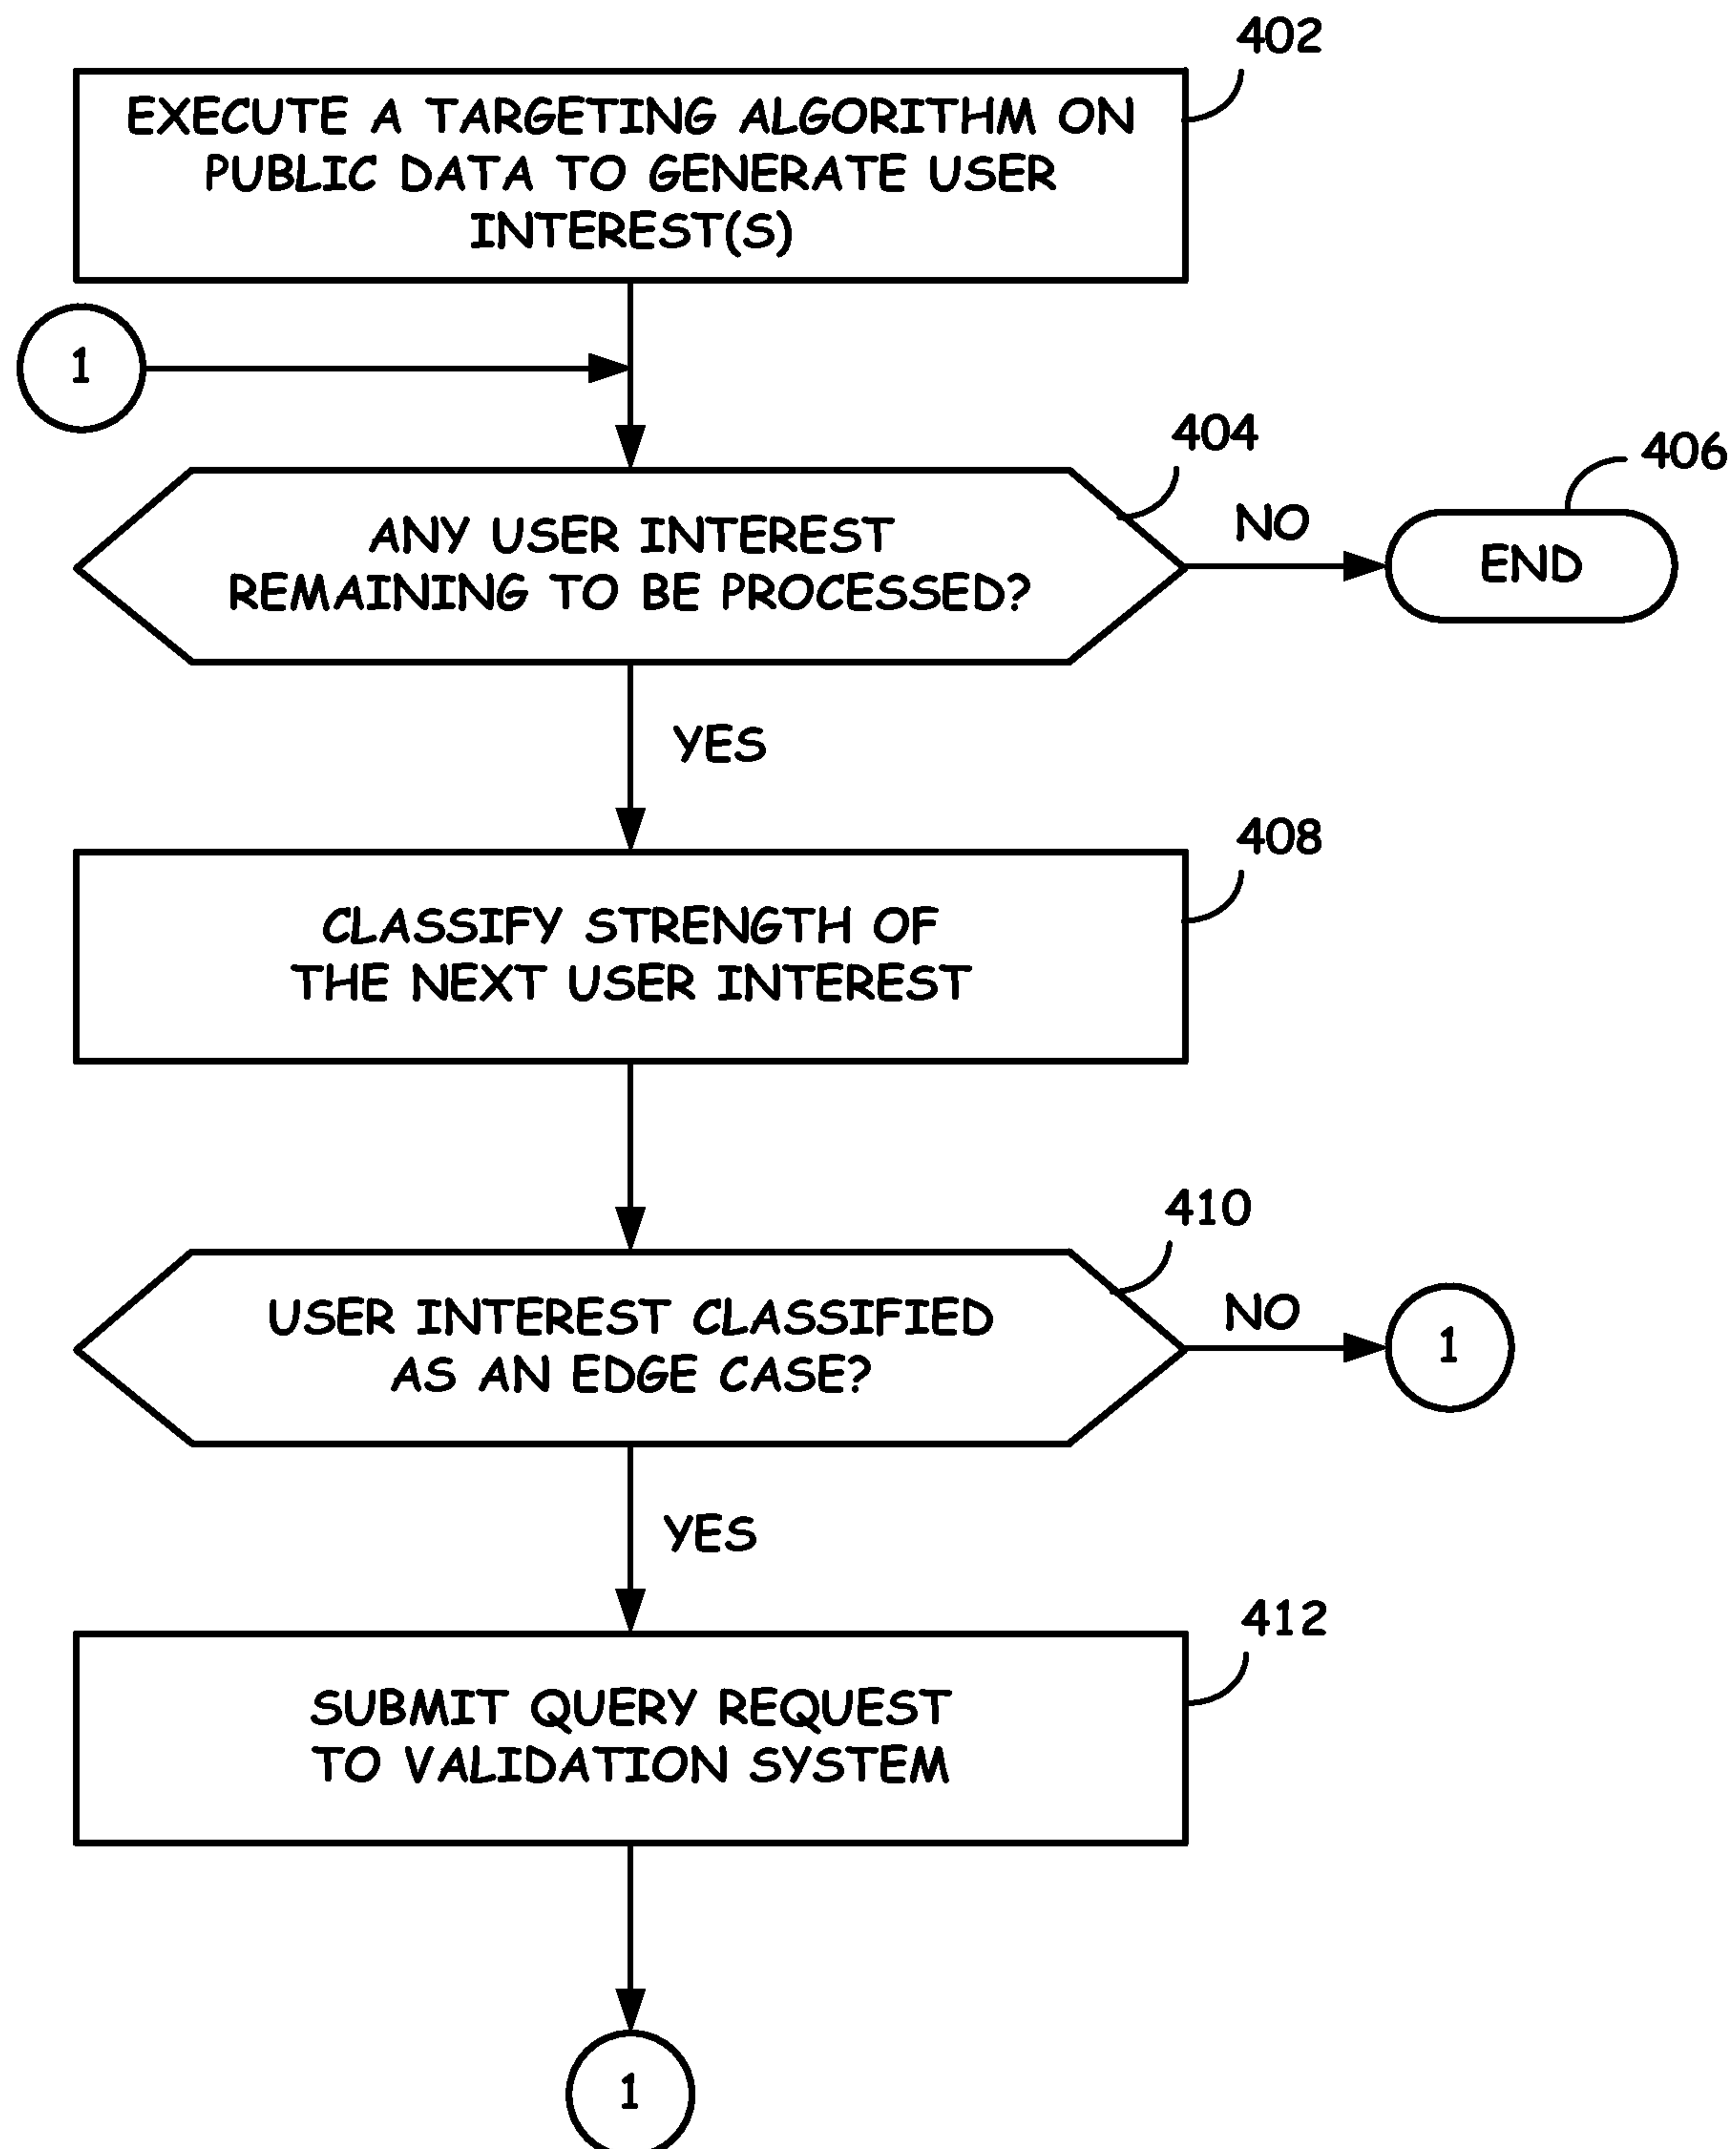 402
EXECUTE A TARGETING ALGORITHM ON
PUBLIC DATA TO GENERATE USER
INTEREST(S)
1
404
406
ANY USER INTEREST
REMAINING TO BE PROCESSED?
NO
END
YES
408
CLASSIFY STRENGTH OF
THE NEXT USER INTEREST
410
USER INTEREST CLASSIFIED
AS AN EDGE CASE?
NO
1
YES
412
SUBMIT QUERY REQUEST
TO VALIDATION SYSTEM
1